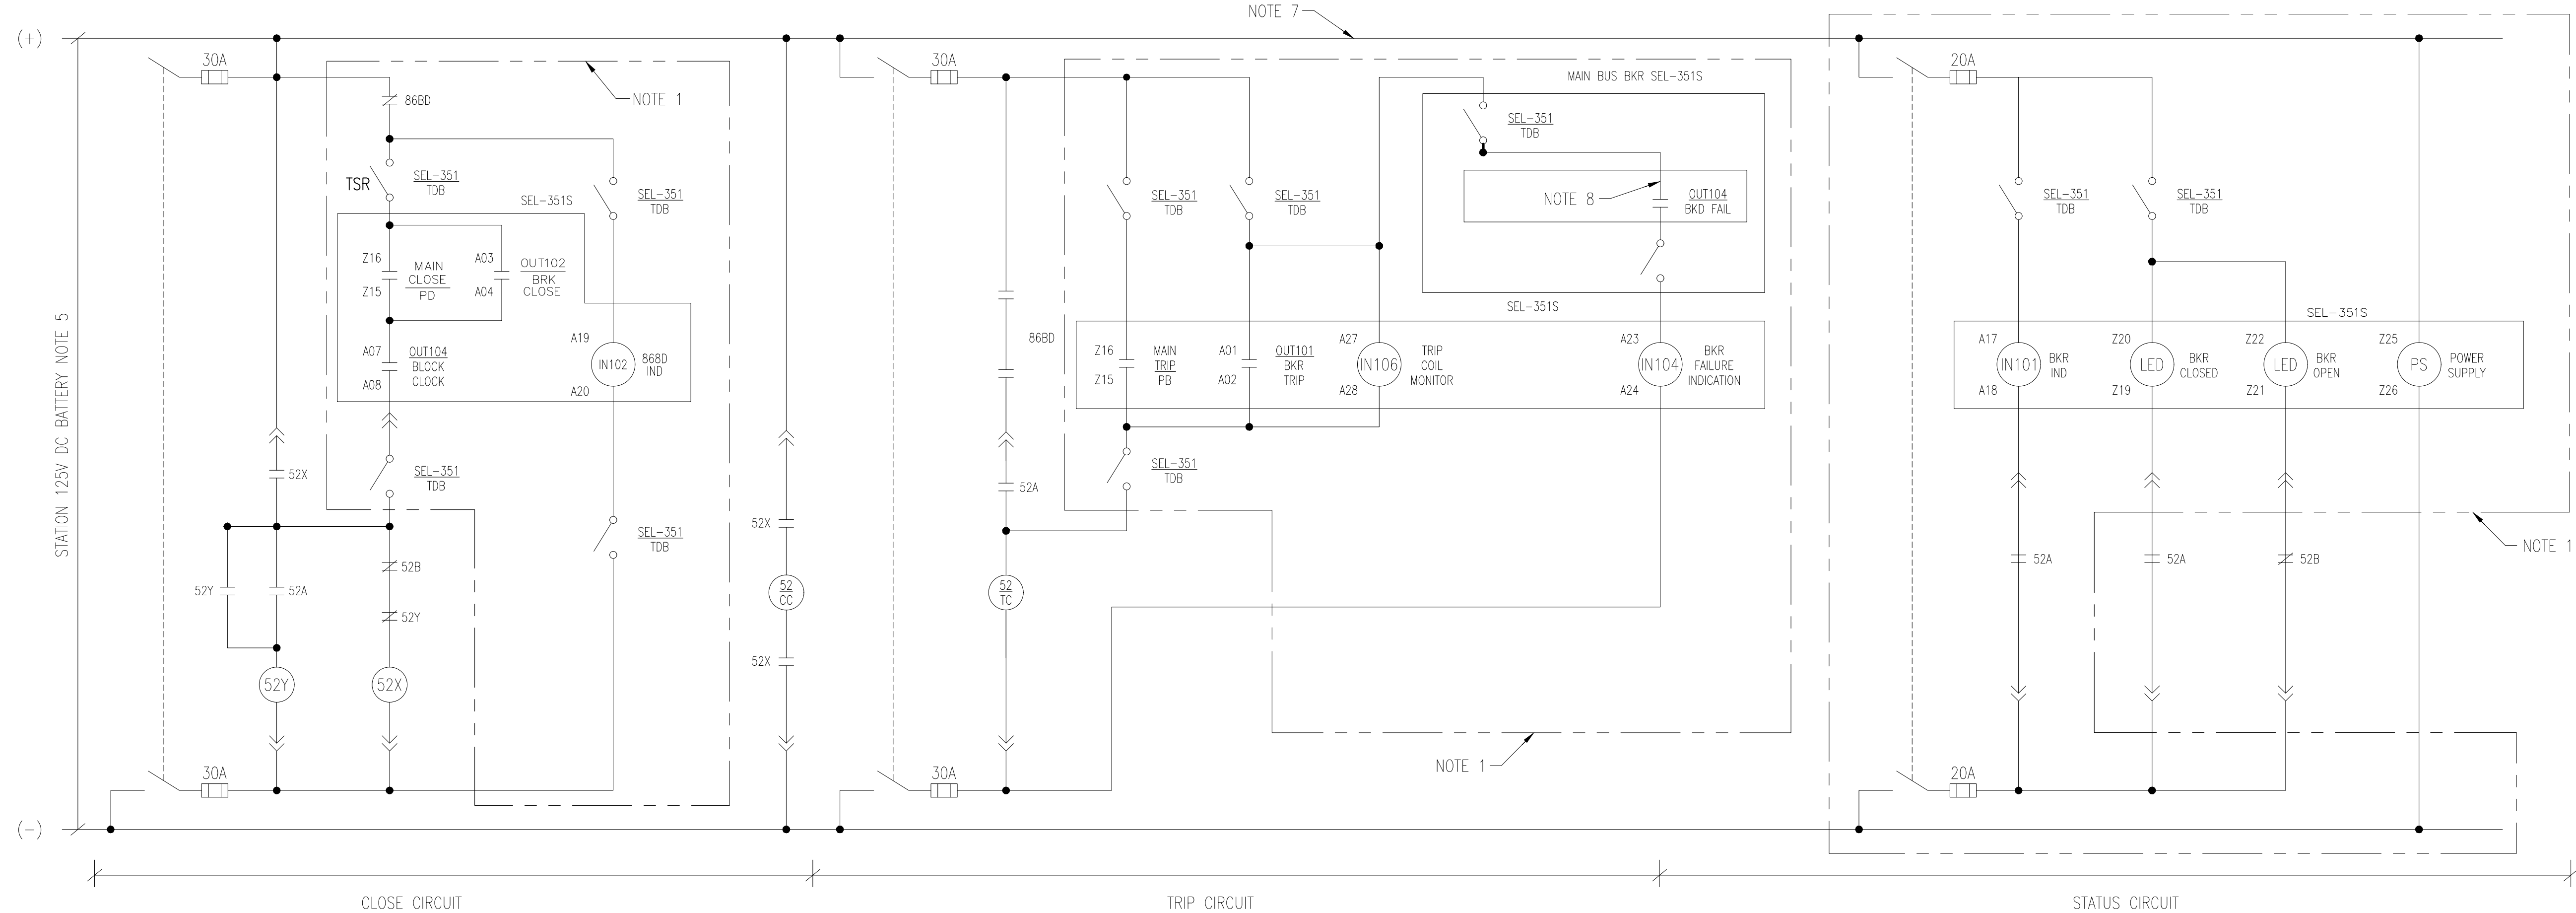 NOTE 7
(+)
30A
30A
20A
NOTE 1
86BD
MAIN BUS BKR SEL-351S
SEL-351
TDB
TSR
SEL-351
TDB
SEL-351S
SEL-351
TDB
SEL-351
TDB
SEL-351
TDB
NOTE 8
OUT104
BKD FAIL
SEL-351
TDB
SEL-351
TDB
Z16
Z15
MAIN
CLOSE
PD
A03
A04
OUT102
BRK
CLOSE
A07
A08
OUT104
BLOCK
CLOCK
A19
IN102
A20
868D
IND
STATION 125V DC BATTERY NOTE 5
86BD
SEL-351S
Z16
Z15
MAIN
TRIP
PB
A01
A02
OUT101
BKR
TRIP
A27
IN106
A28
TRIP
COIL
MONITOR
A23
IN104
A24
BKR
FAILURE
INDICATION
SEL-351S
A17
IN101
A18
BKR
IND
Z20
LED
Z19
BKR
CLOSED
Z22
LED
Z21
BKR
OPEN
Z25
PS
Z26
POWER
SUPPLY
52X
SEL-351
TDB
SEL-351
TDB
52A
52X
SEL-351
TDB
NOTE 1
52Y
52A
52B
52Y
52
CC
52
TC
52A
52A
52B
52X
52Y
52X
NOTE 1
30A
30A
20A
(-)
CLOSE CIRCUIT
TRIP CIRCUIT
STATUS CIRCUIT